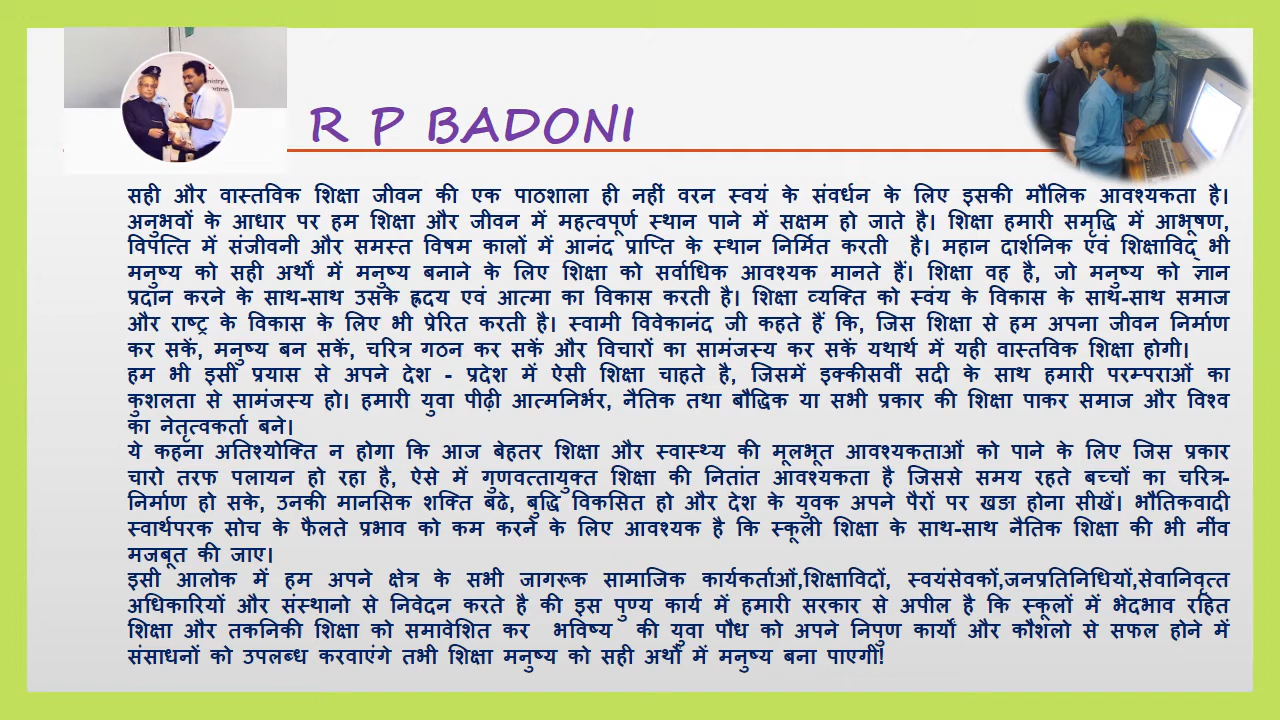 R P BADONI
istry
tme
सही और वास्तविक शिक्षा जीवन की एक पाठशाला ही नहीं वरन स्वयं के संवर्धन के लिए इसकी मौलिक आवश्यकता है।
अनुभवों के आधार पर हम शिक्षा और जीवन में महत्वपूर्ण स्थान पाने में सक्षम हो जाते है। शिक्षा हमारी समृद्धि में आभूषण,
विपत्ति में संजीवनी और समस्त विषम कालों में आनंद प्राप्ति के स्थान निर्मित करती है। महान दार्शनिक एवं शिक्षाविद् भी
मनुष्य को सही अर्थों में मनुष्य बनाने के लिए शिक्षा को सर्वाधिक आवश्यक मानते हैं। शिक्षा वह है, जो मनुष्य को ज्ञान
प्रदान करने के साथ-साथ उसके ह्रदय एवं आत्मा का विकास करती है। शिक्षा व्यक्ति को स्वंय के विकास के साथ-साथ समाज
और राष्ट्र के विकास के लिए भी प्रेरित करती है। स्वामी विवेकानंद जी कहते हैं कि, जिस शिक्षा से हम अपना जीवन निर्माण
कर सकें, मनुष्य बन सकें, चरित्र गठन कर सकें और विचारों का सामंजस्य कर सकें यथार्थ में यही वास्तविक शिक्षा होगी।
हम भी इसी प्रयास से अपने देश - प्रदेश में ऐसी शिक्षा चाहते है, जिसमें इक्कीसवीं सदी के साथ हमारी परम्पराओं का
कुशलता से सामंजस्य हो। हमारी युवा पीढ़ी आत्मनिर्भर, नैतिक तथा बौद्धिक या सभी प्रकार की शिक्षा पाकर समाज और विश्व
का नेतृत्वकर्ता बने।
ये कहना अतिश्योक्ति न होगा कि आज बेहतर शिक्षा और स्वास्थ्य की मूलभूत आवश्यकताओं को पाने के लिए जिस प्रकार
चारो तरफ पलायन हो रहा है, ऐसे में गुणवत्तायुक्त शिक्षा की नितांत आवश्यकता है जिससे समय रहते बच्चों का चरित्र-
निर्माण हो सके, उनकी मानसिक शक्ति बढे, बुद्धि विकसित हो और देश के युवक अपने पैरों पर खडा होना सीखें। भौतिकवादी
स्वार्थपरक सोच के फैलते प्रभाव को कम करने के लिए आवश्यक है कि स्कूली शिक्षा के साथ-साथ नैतिक शिक्षा की भी नींव
मजबूत की जाए।
इसी आलोक में हम अपने क्षेत्र के सभी जागरूक सामाजिक कार्यकर्ताओं,शिक्षाविदों, स्वयंसेवकों,जनप्रतिनिधियों,सेवानिवृत्त
अधिकारियों और संस्थानो से निवेदन करते है की इस पुण्य कार्य में हमारी सरकार से अपील है कि स्कूलों में भेदभाव रहित
शिक्षा और तकनिकी शिक्षा को समावेशित कर भविष्य की युवा पौध को अपने निपुण कार्यों और कौशलो से सफल होने में
संसाधनों को उपलब्ध करवाएंगे तभी शिक्षा मनुष्य को सही अर्थों में मनुष्य बना पाएगी!